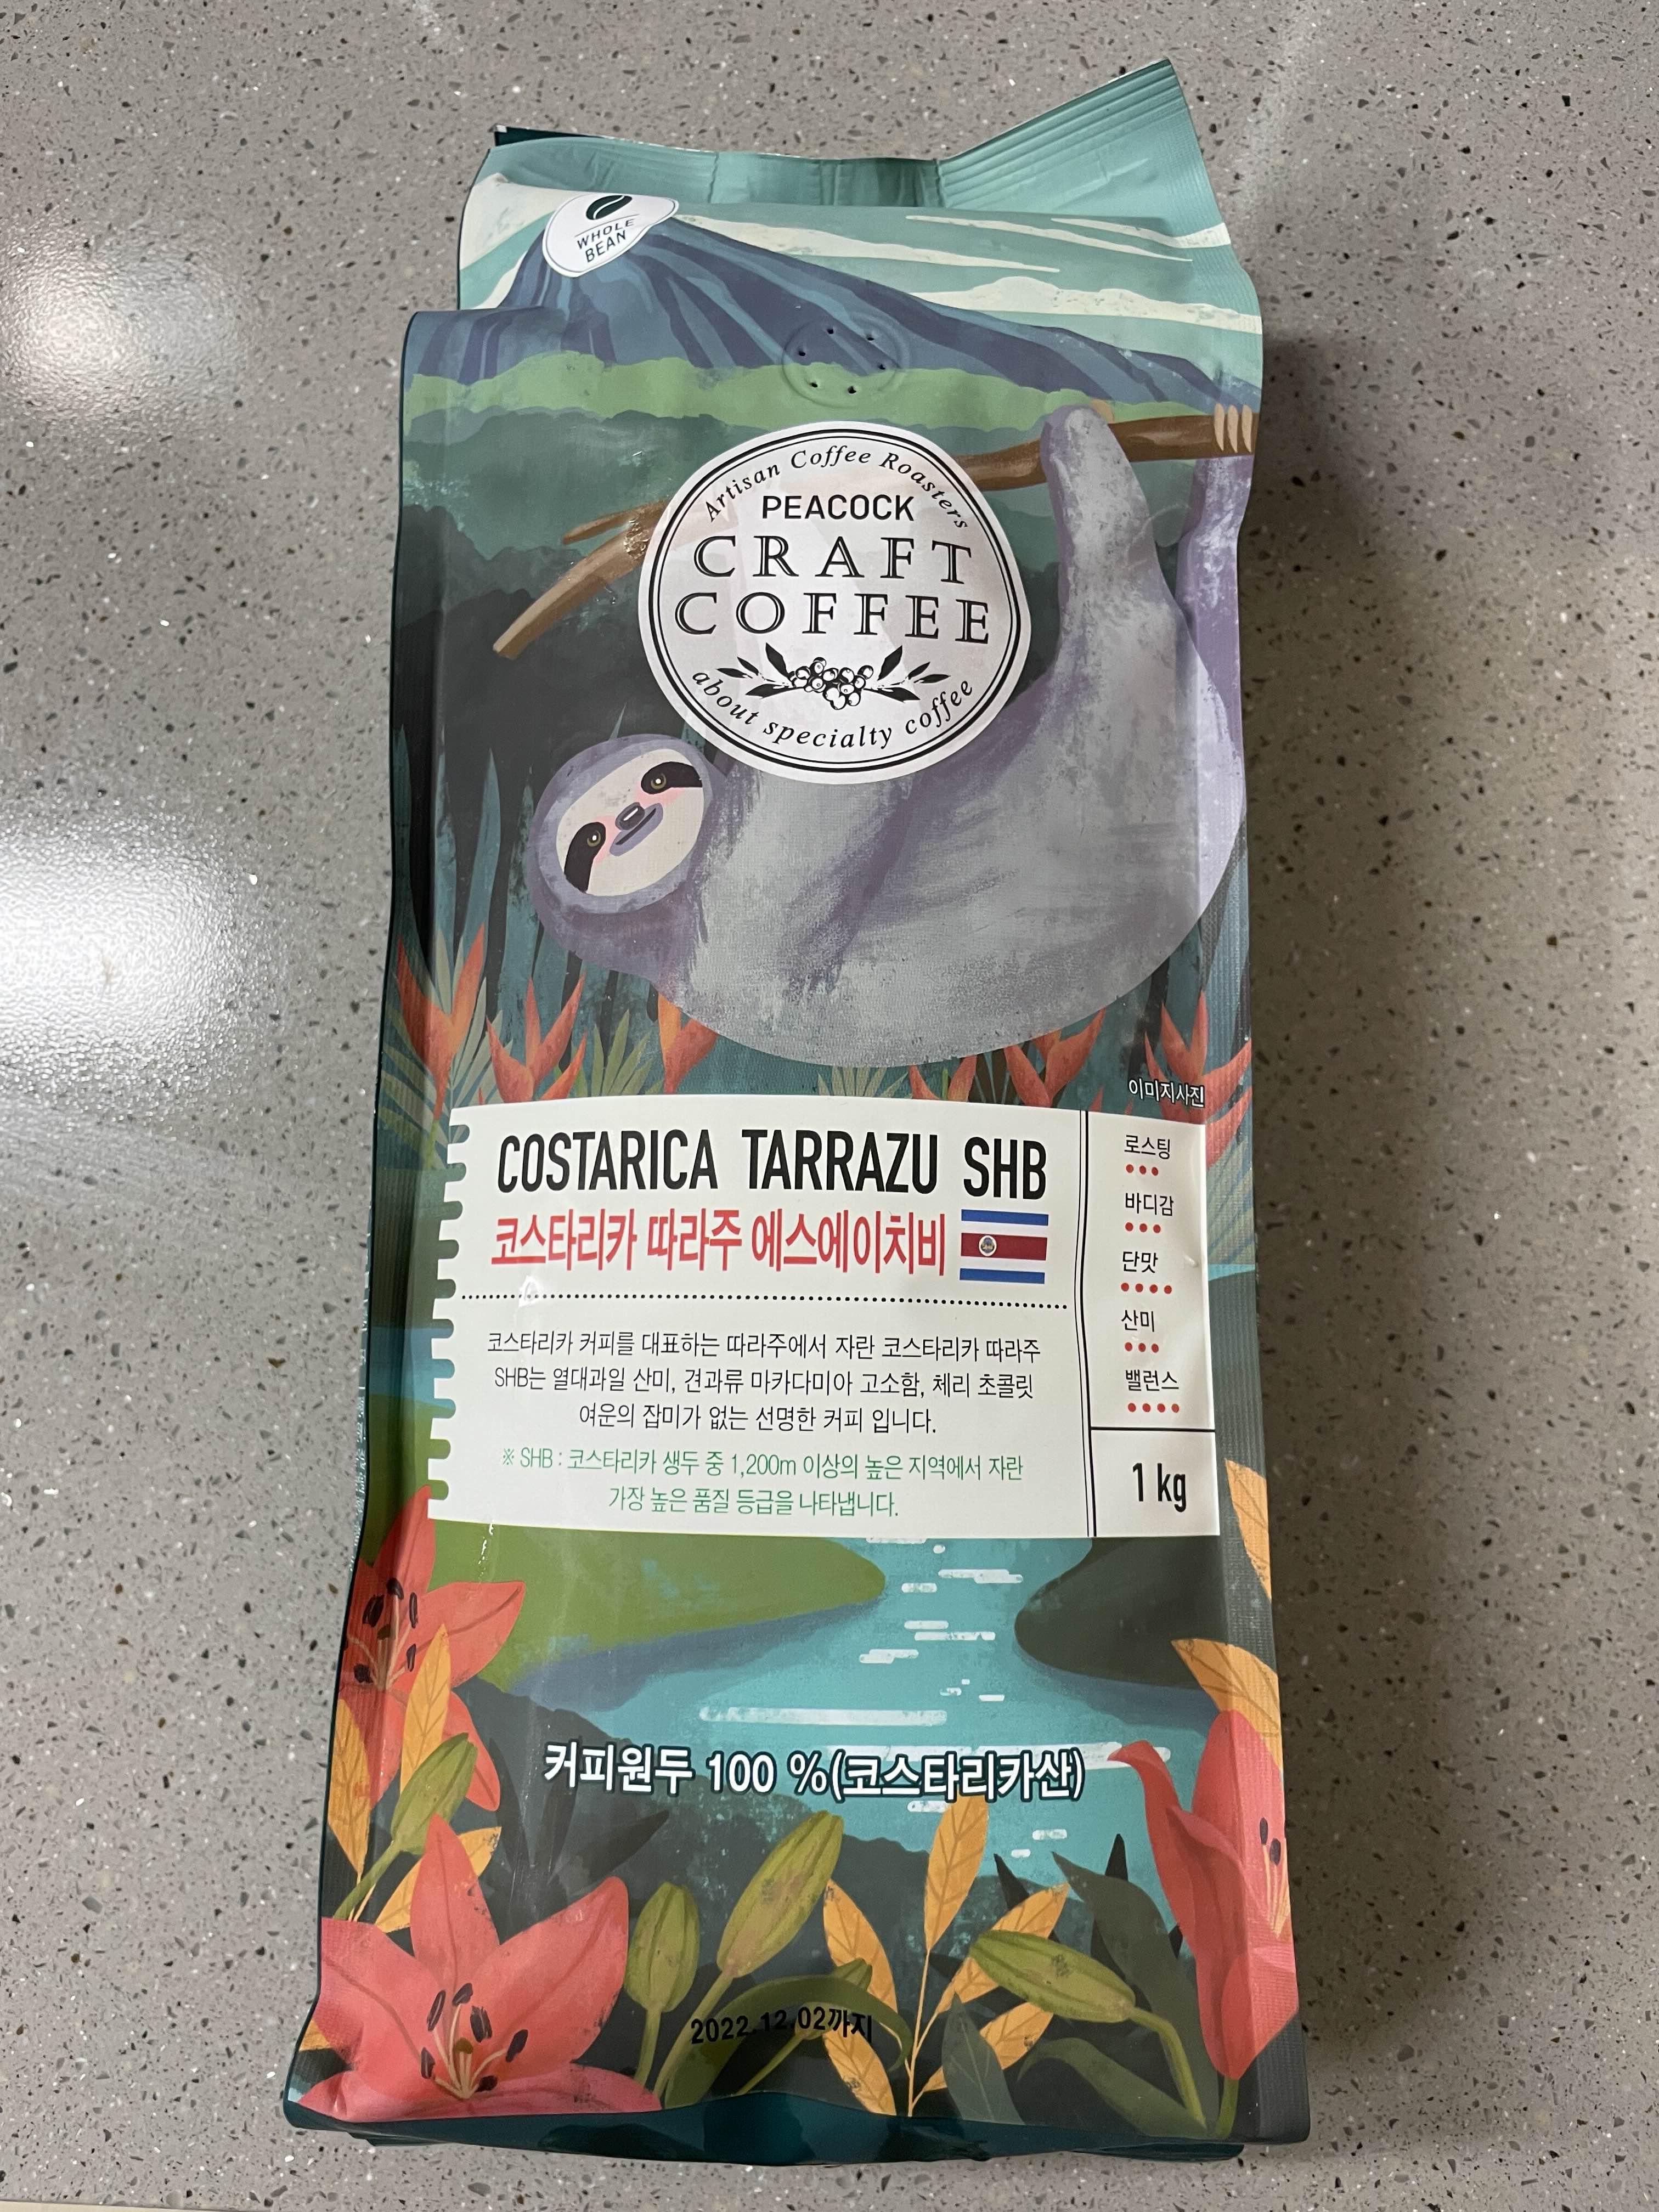 WHOLE
BEAN
Artisan Coffee Roasters
PEACOCK
CRAFT
COFFEE
about specialty coffee
이미지사진
COSTARICA TARRAZU SHB
코스타리카 따라주 에스에이치비
코스타리카 커피를 대표하는 따라주에서 자란 코스타리카 따라주
SHB는 열대과일 산미, 견과류 마카다미아 고소함, 체리 초콜릿
여운의 잡미가 없는 선명한 커피 입니다.
※ SHB : 코스타리카 생두 중 1,200m 이상의 높은 지역에서 자란
가장 높은 품질 등급을 나타냅니다.
로스팅
바디감
단맛
산미
밸런스
1 kg
커피원두 100 %(코스타리카산)
2022.12.02까지